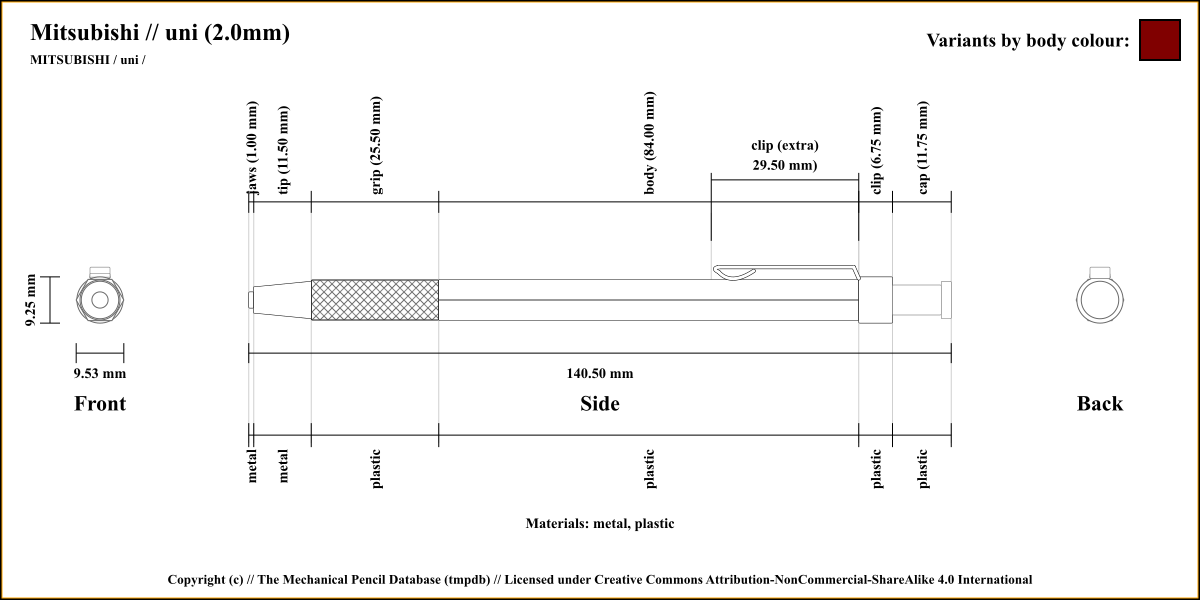 Mitsubishi // uni (2.0mm)
MITSUBISHI / uni /
Variants by body colour:
jaws (1.00 mm)
tip (11.50 mm)
grip (25.50 mm)
body (84.00 mm)
clip (extra)
29.50 mm)
clip (6.75 mm)
cap (11.75 mm)
9.25 mm
9.53 mm
140.50 mm
Front
Side
Back
metal
metal
plastic
plastic
plastic
plastic
Materials: metal, plastic
Copyright (c) // The Mechanical Pencil Database (tmpdb) // Licensed under Creative Commons Attribution-NonCommercial-ShareAlike 4.0 International